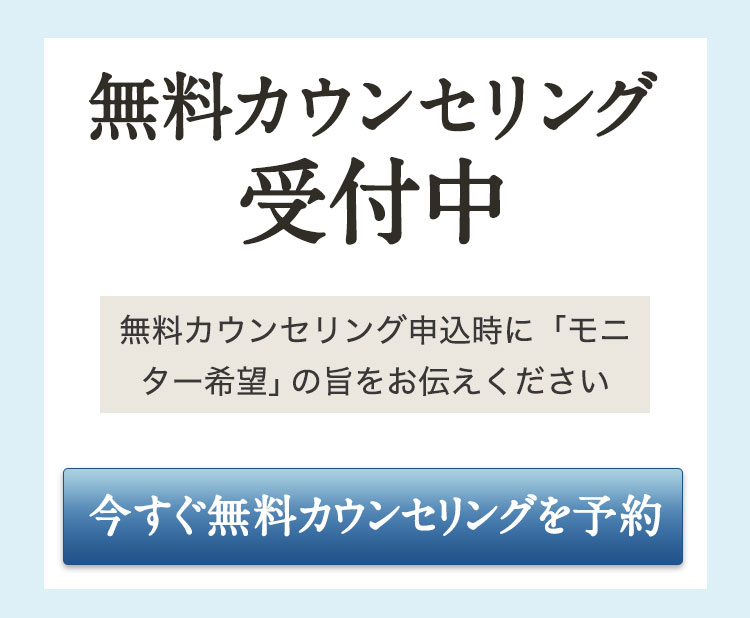 無料カウンセリング
受付中
無料カウンセリング申込時に「モニ
ター希望」の旨をお伝えください
今すぐ無料カウンセリングを予約